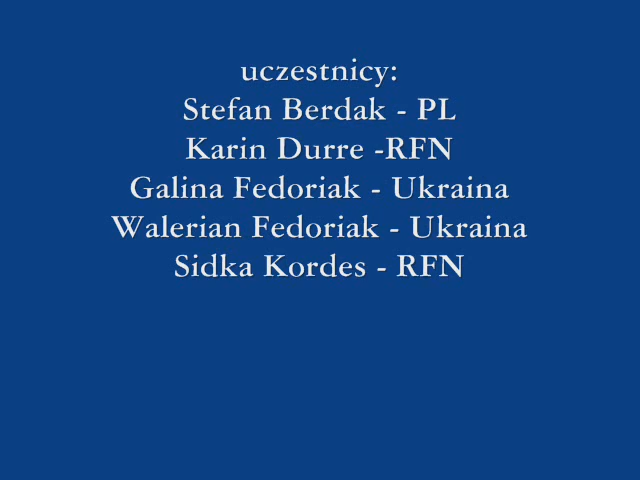 uczestnicy:
Stefan Berdak - PL
Karin Durre -RFN
Galina Fedoriak - Ukraina
Walerian Fedoriak - Ukraina
Sidka Kordes - RFN